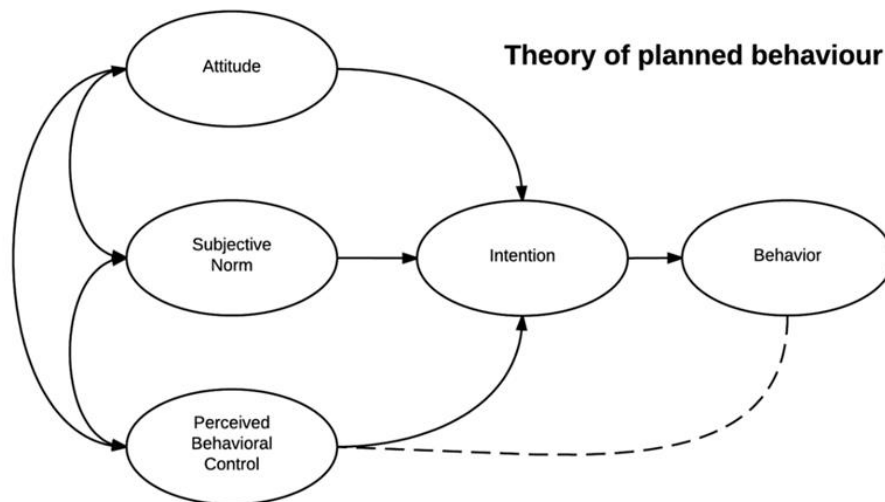 Theory of planned behaviour
Attitude
Subjective
Norm
Intention
Behavior
Perceived
Behavioral
Control